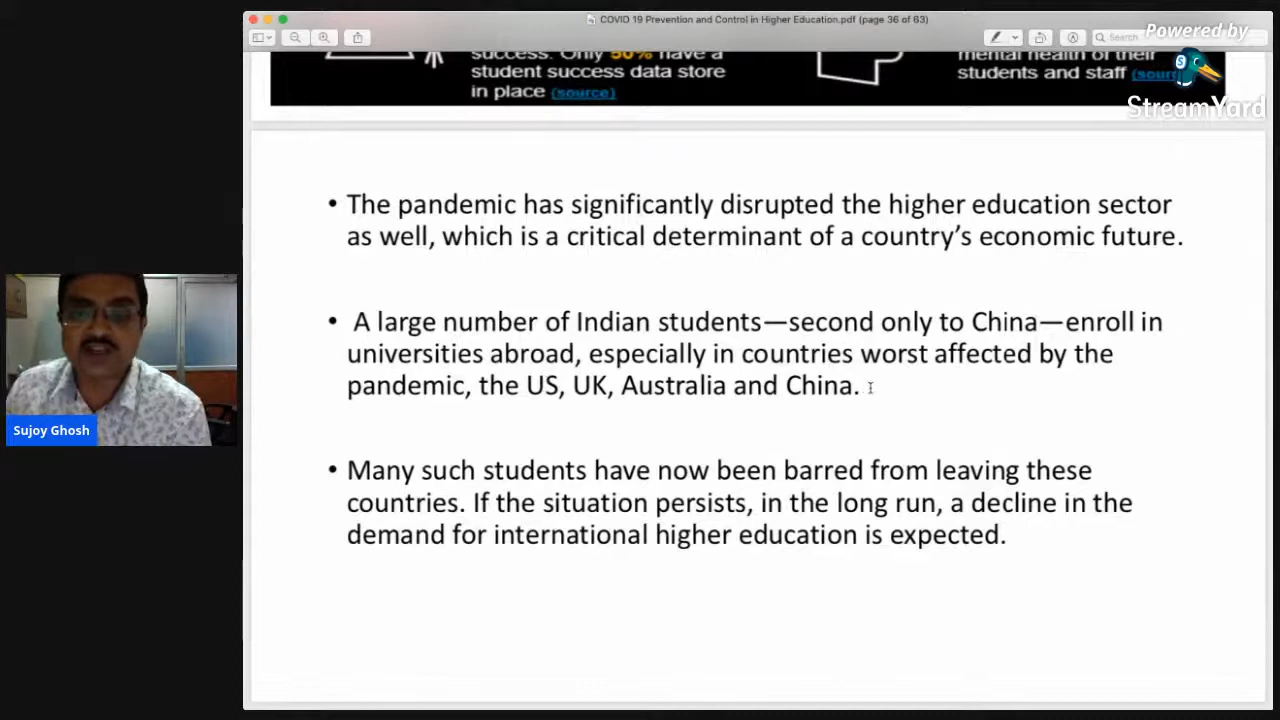 COVID 19 Prevention and Control in Higher Education.pdf (page 36 of 63)
Search
Powered by
StreamYard
success. Only 50% have a
student success data store
in place (source)
mental health of their
students and staff
• The pandemic has significantly disrupted the higher education sector
as well, which is a critical determinant of a country's economic future.
• A large number of Indian students—second only to China—enroll in
universities abroad, especially in countries worst affected by the
pandemic, the US, UK, Australia and China.
• Many such students have now been barred from leaving these
countries. If the situation persists, in the long run, a decline in the
demand for international higher education is expected.
Sujoy Ghosh